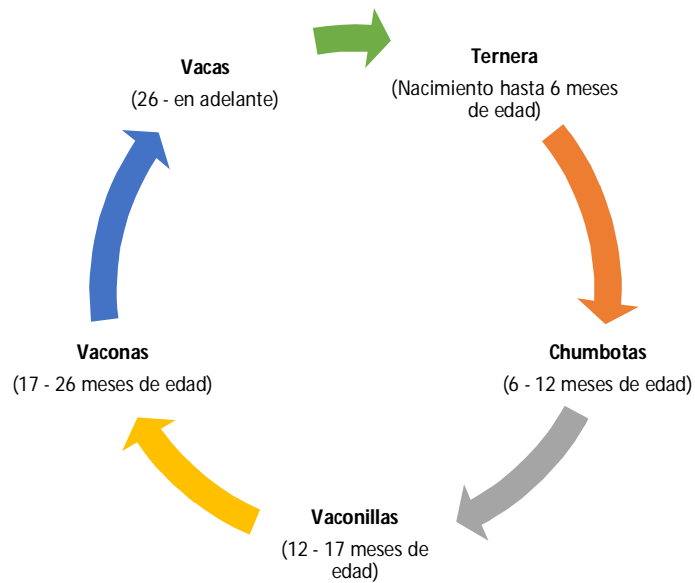 Ternera
(Nacimiento hasta 6 meses
de edad)
Chumbotas
(6 - 12 meses de edad)
Vaconillas
(12 - 17 meses de
edad)
Vaconas
(17 - 26 meses de edad)
Vacas
(26 - en adelante)